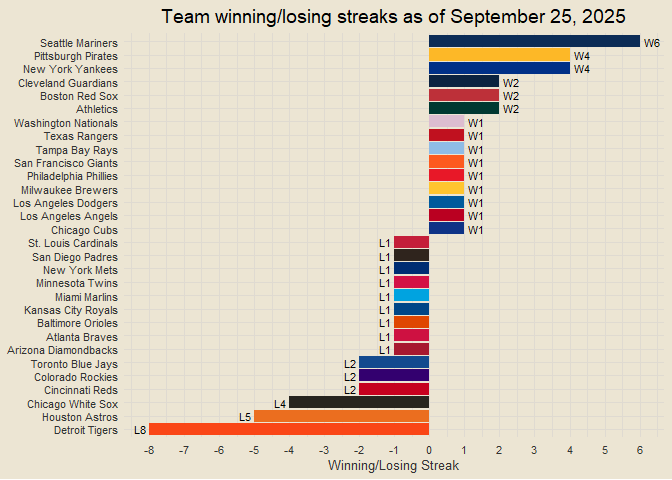 Team winning/losing streaks as of September 25, 2025
Seattle Mariners W6
Pittsburgh Pirates W4
New York Yankees W4
Cleveland Guardians W2
Boston Red Sox W2
Athletics W2
Washington Nationals W1
Texas Rangers W1
Tampa Bay Rays W1
San Francisco Giants W1
Philadelphia Phillies W1
Milwaukee Brewers W1
Los Angeles Dodgers W1
Los Angeles Angels W1
Chicago Cubs W1
St. Louis Cardinals L1
San Diego Padres L1
New York Mets L1
Minnesota Twins L1
Miami Marlins L1
Kansas City Royals L1
Baltimore Orioles L1
Atlanta Braves L1
Arizona Diamondbacks L1
Toronto Blue Jays L2
Colorado Rockies L2
Cincinnati Reds L2
Chicago White Sox L4
Houston Astros L5
Detroit Tigers L8
-8 -7 -6 -5 -4 -3 -2 -1 0 1 2 3 4 5 6
Winning/Losing Streak